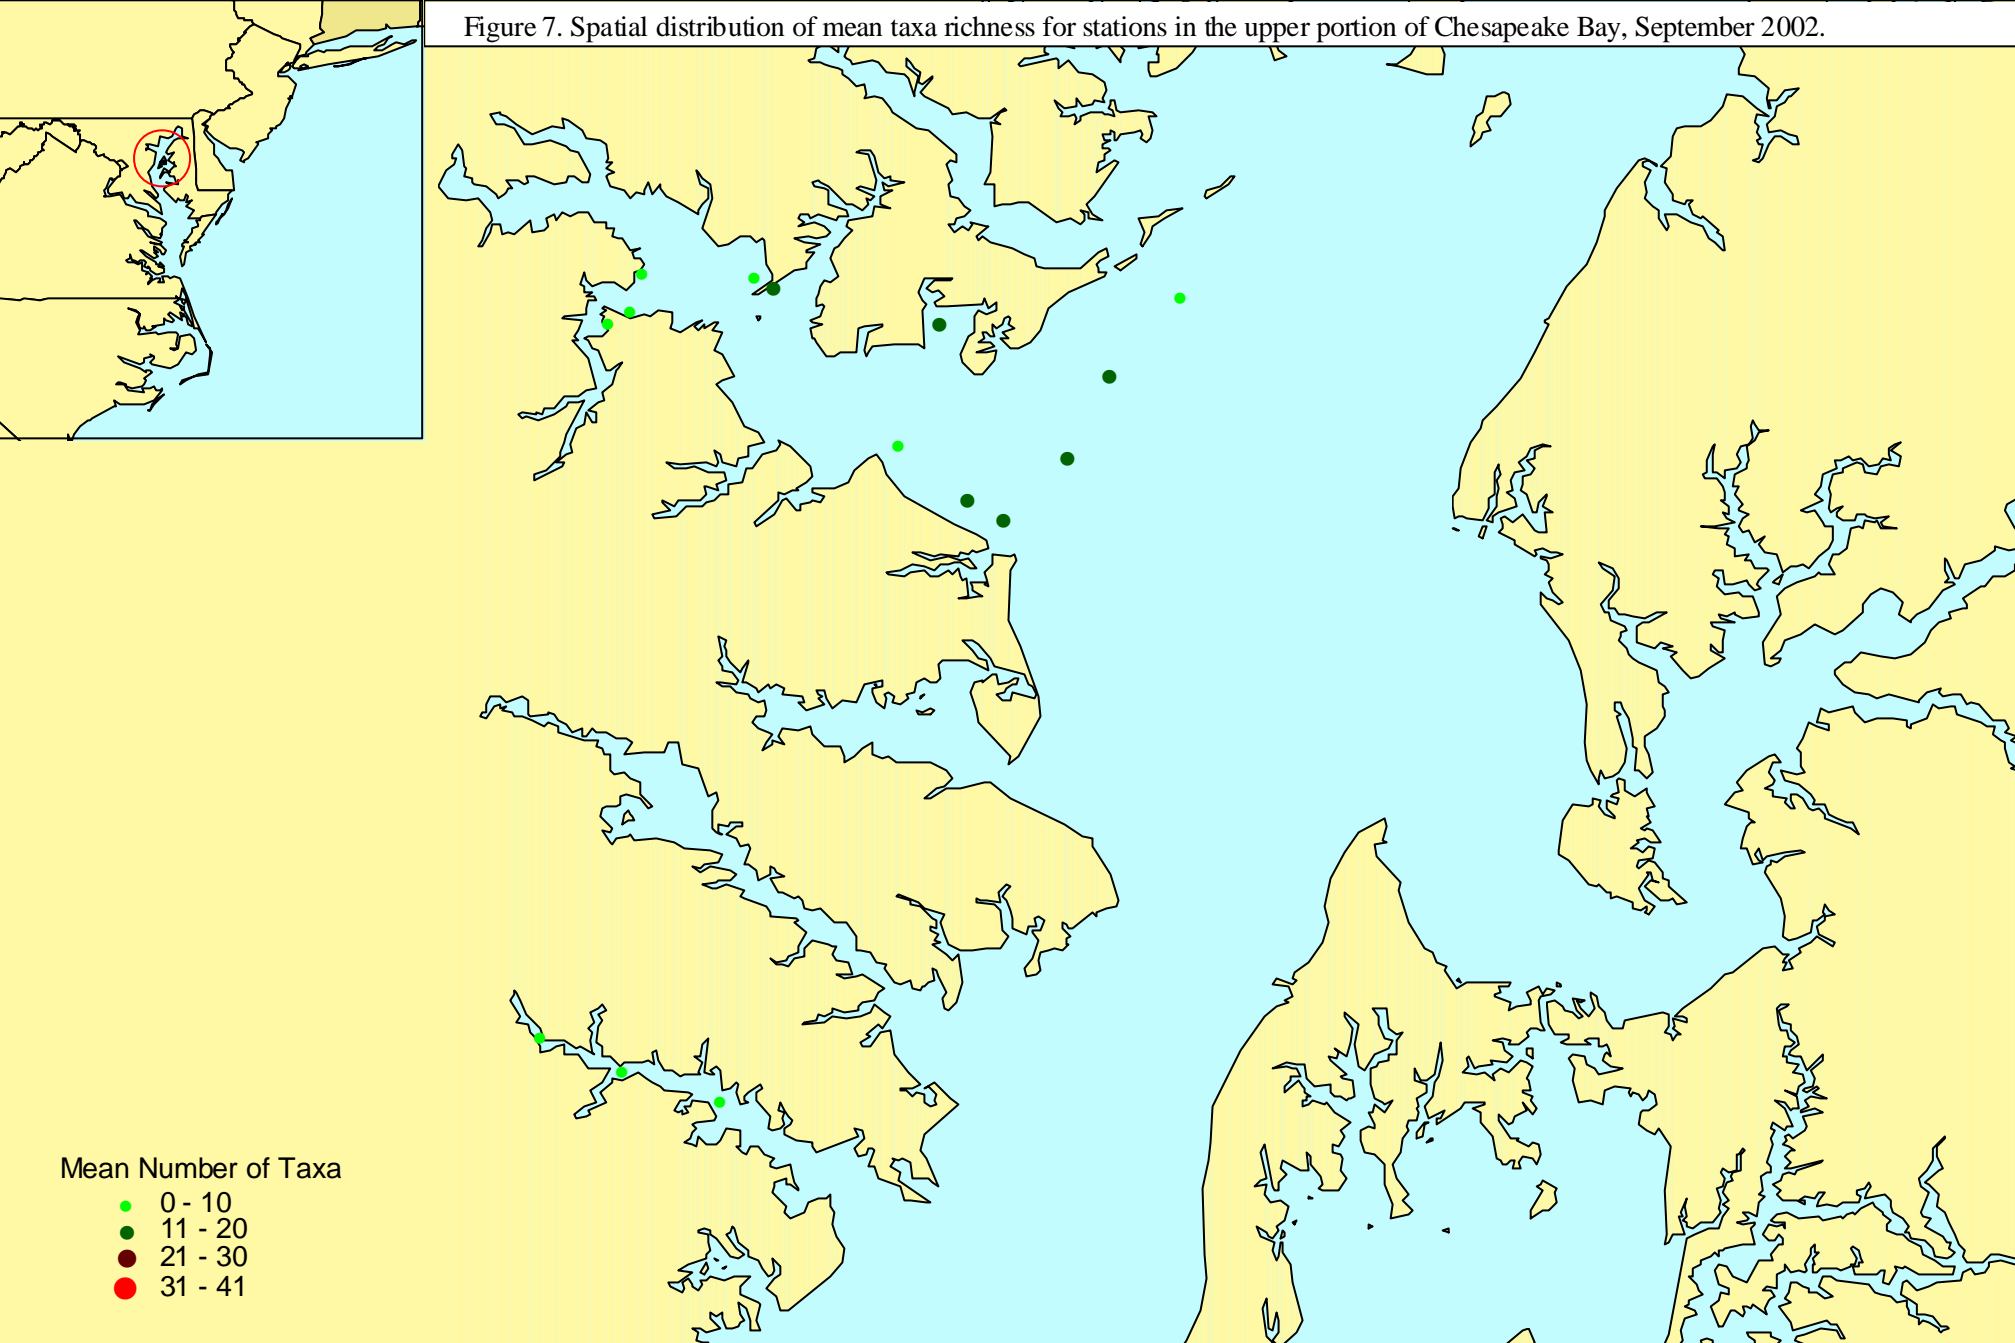 Figure 7. Spatial distribution of mean taxa richness for stations in the upper portion of Chesapeake Bay, September 2002.
Mean Number of Taxa
0 - 10
11 - 20
21 - 30
31 - 41